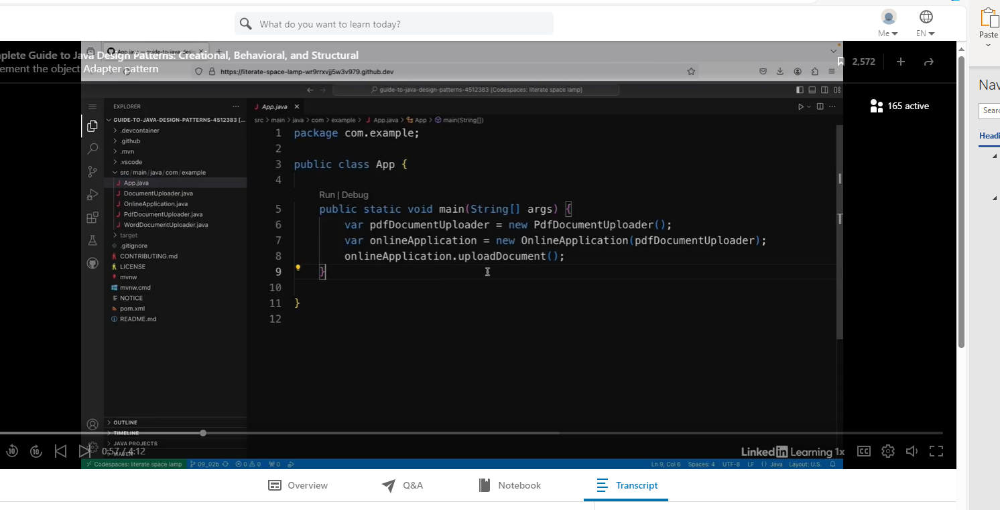 What do you want to learn today?
Me
EN
Paste
mplete Guide to Java Design Patterns: Creational, Behavioral, and Structural
lement the object Adapter pattern
2,572
https://literate-space-lamp-wr9rrxvjj5w3v979.github.dev
guide-to-java-design-patterns-4512383 [Codespaces: literate space lamp]
Nav
165 active
Searc
Headi
EXPLORER
App.java
GUIDE-TO-JAVA-DESIGN-PATTERNS-4512383 [...
src > main > java > com > example > App.java > App > main(String[])
.devcontainer
.github
.mvn
.vscode
src/main/java/com/example
App.java
DocumentUploader.java
OnlineApplication.java
PdfDocumentUploader.java
WordDocumentUploader.java
target
.gitignore
CONTRIBUTING.md
LICENSE
mvnw
mvnw.cmd
NOTICE
pom.xml
README.md
1 package com.example;
2
3 public class App {
4
Run | Debug
5 public static void main(String[] args) {
6 var pdfDocumentUploader = new PdfDocumentUploader();
7 var onlineApplication = new OnlineApplication(pdfDocumentUploader);
8 onlineApplication.uploadDocument();
9 }
10
11 }
12
OUTLINE
TIMELINE
JAVA PROJECTS
MAVEN
10
10
0:57 / 4:12
LinkedIn Learning
1x
CC
Codespaces: literate space lamp
09_02b
0 0
0
Ln 9, Col 6
Spaces: 4
UTF-8
LF
{} Java
Layout: U.S.
Overview
Q&A
Notebook
Transcript